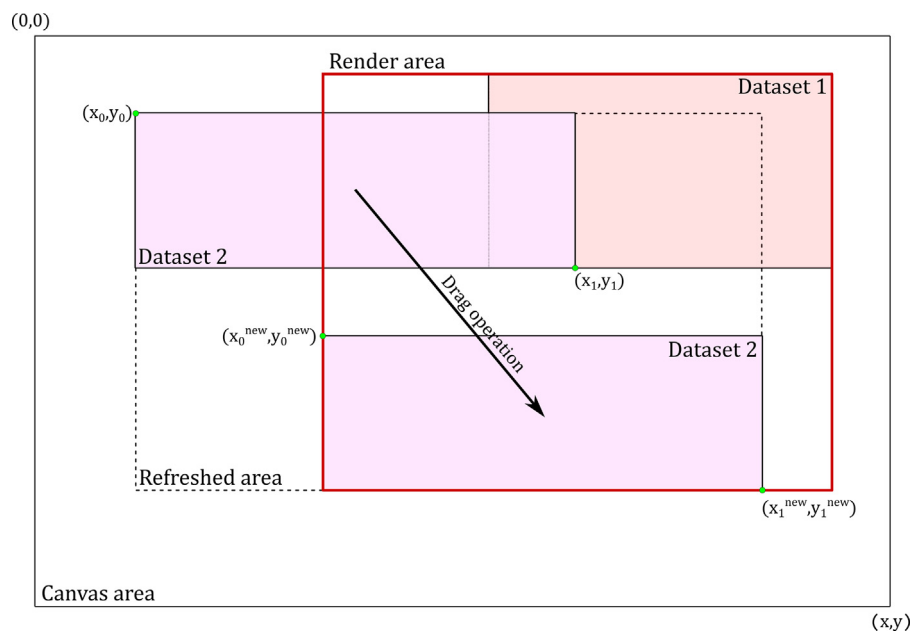 (0,0)
Render area
Dataset 1
(x₀,y₀)
Dataset 2
(x₁,y₁)
Drag operation
(x₀ⁿᵉʷ,y₀ⁿᵉʷ)
Dataset 2
Refreshed area
(x₁ⁿᵉʷ,y₁ⁿᵉʷ)
Canvas area
(x,y)